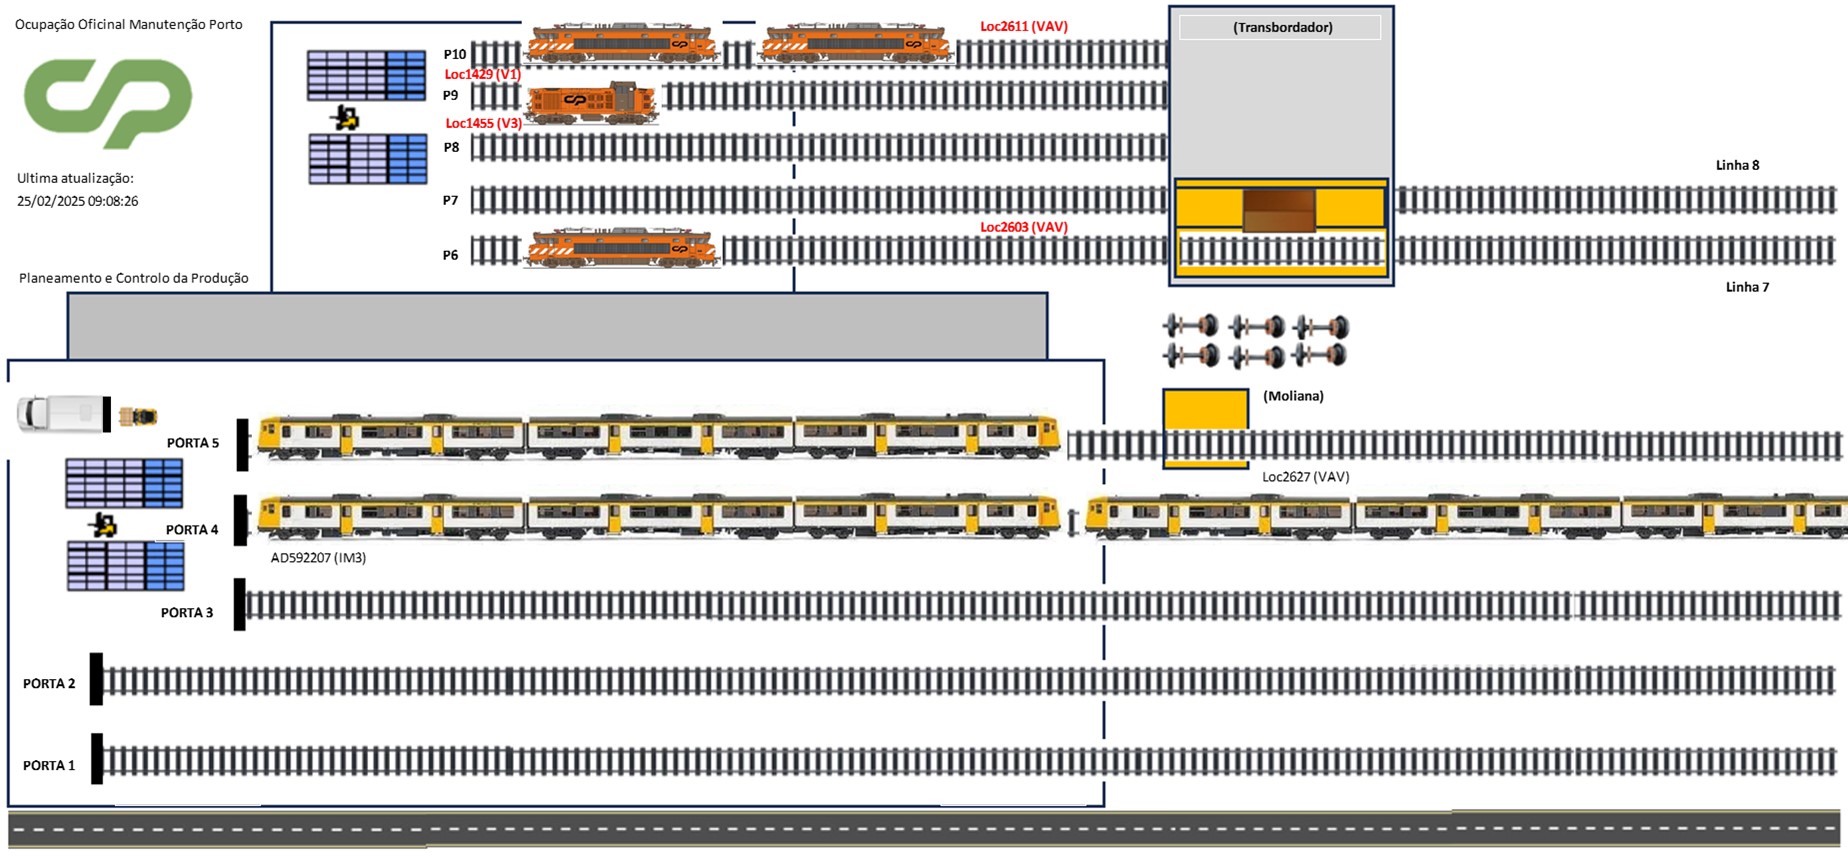 Ocupação Oficinal Manutenção Porto
Loc2611 (VAV)
(Transbordador)
P10
Loc1429 (V1)
P9
Loc1455 (V3)
P8
Linha 8
Ultima atualização:
25/02/2025 09:08:26
P7
Loc2603 (VAV)
P6
Planeamento e Controlo da Produção
Linha 7
(Moliana)
PORTA 5
Loc2627 (VAV)
PORTA 4
AD592207 (IM3)
PORTA 3
PORTA 2
PORTA 1